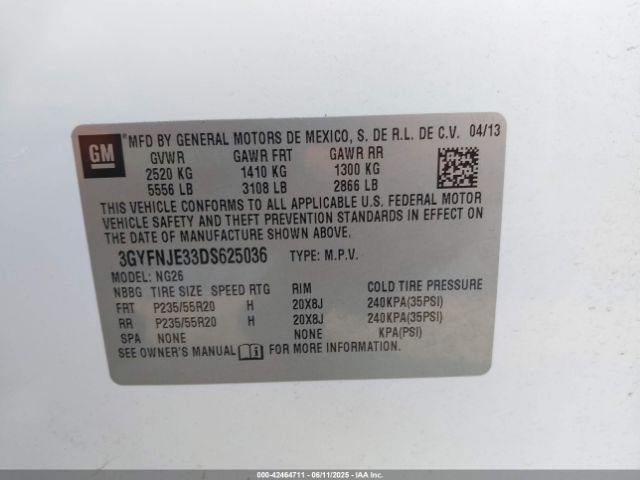 GM ®MFD BY GENERAL MOTORS DE MEXICO, S. DE R.L. DE C.V. 04/13
GVWR GAWR FRT GAWR RR
2520 KG 1410 KG 1300 KG
5556 LB 3108 LB 2866 LB
THIS VEHICLE CONFORMS TO ALL APPLICABLE U.S. FEDERAL MOTOR
VEHICLE SAFETY AND THEFT PREVENTION STANDARDS IN EFFECT ON
THE DATE OF MANUFACTURE SHOWN ABOVE.
3GYFNJE33DS625036 TYPE: M.P.V.
MODEL: NG26
NBBG TIRE SIZE SPEED RTG RIM COLD TIRE PRESSURE
FRT P235/55R20 H 20X8J 240KPA(35PSI)
RR P235/55R20 H 20X8J 240KPA(35PSI)
SPA NONE NONE KPA(PSI)
SEE OWNER'S MANUAL FOR MORE INFORMATION.
000-42464711 - 06/11/2025 - IAAI.COM